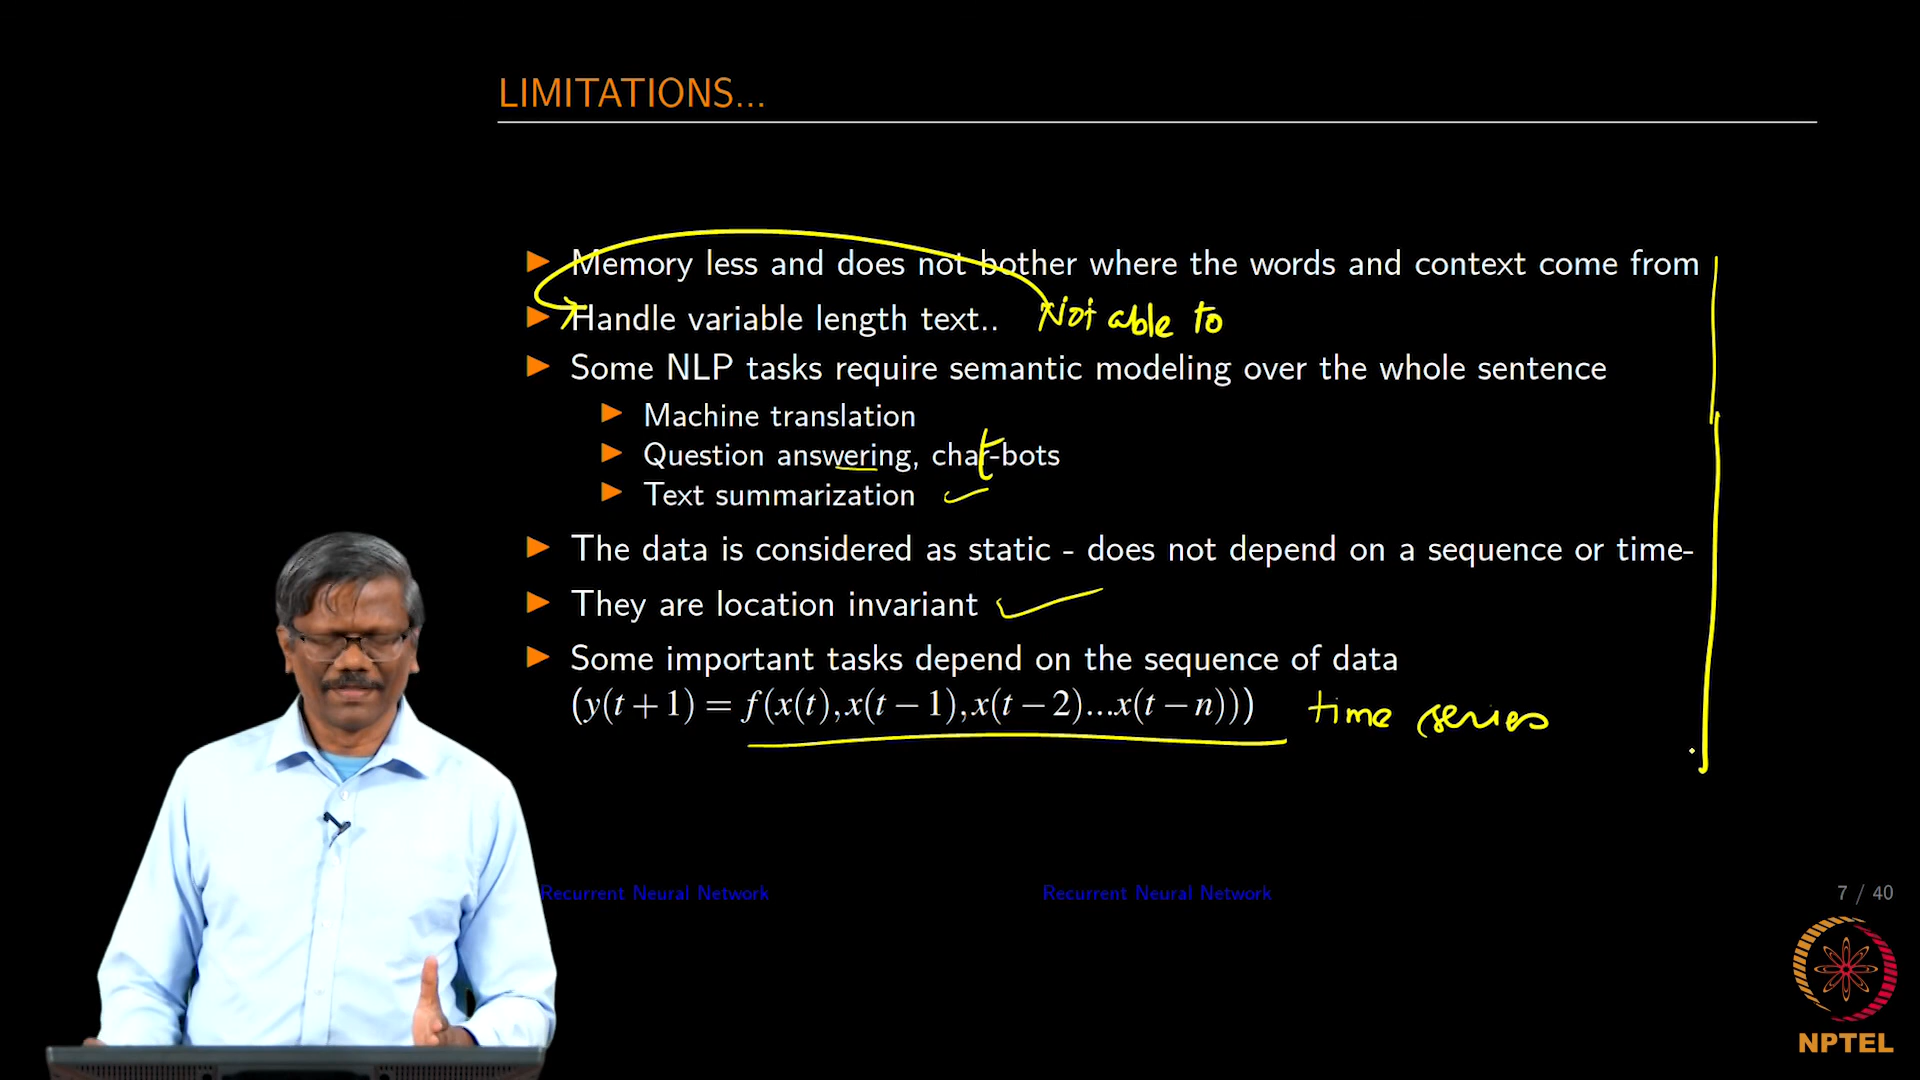 LIMITATIONS...
Memory less and does not bother where the words and context come from
Handle variable length text.. Not able to
Some NLP tasks require semantic modeling over the whole sentence
Machine translation
Question answering, chat-bots
Text summarization
The data is considered as static - does not depend on a sequence or time-
They are location invariant
Some important tasks depend on the sequence of data
(y(t+1) = f(x(t),x(t−1),x(t−2)...x(t−n))) time series
Recurrent Neural Network Recurrent Neural Network 7 / 40
NPTEL